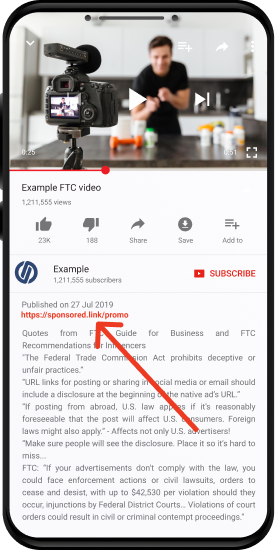 0:25
0:51
Example FTC video
1,211,555 views
23K
188
Share
Save
Add to
Example
1,211,555 subscribers
SUBSCRIBE
Published on 27 Jul 2019
https://sponsored.link/promo
Quotes from FTC Guide for Business and FTC
Recommendations for Influencers
“The Federal Trade Commission Act prohibits deceptive or
unfair practices.”
“URL links for posting or sharing in social media or email should
include a disclosure at the beginning of the native ad’s URL.”
“If posting from abroad, U.S. law applies if it’s reasonably
foreseeable that the post will affect U.S. consumers. Foreign
laws might also apply.” - Affects not only U.S. advertisers!
“Make sure people will see the disclosure. Place it so it’s hard to
miss...
FTC: “If your advertisements don’t comply with the law, you
could face enforcement actions or civil lawsuits, orders to
cease and desist, with up to $42,530 per violation should they
occur, injunctions by Federal District Courts... Violations of court
orders could result in civil or criminal contempt proceedings.”